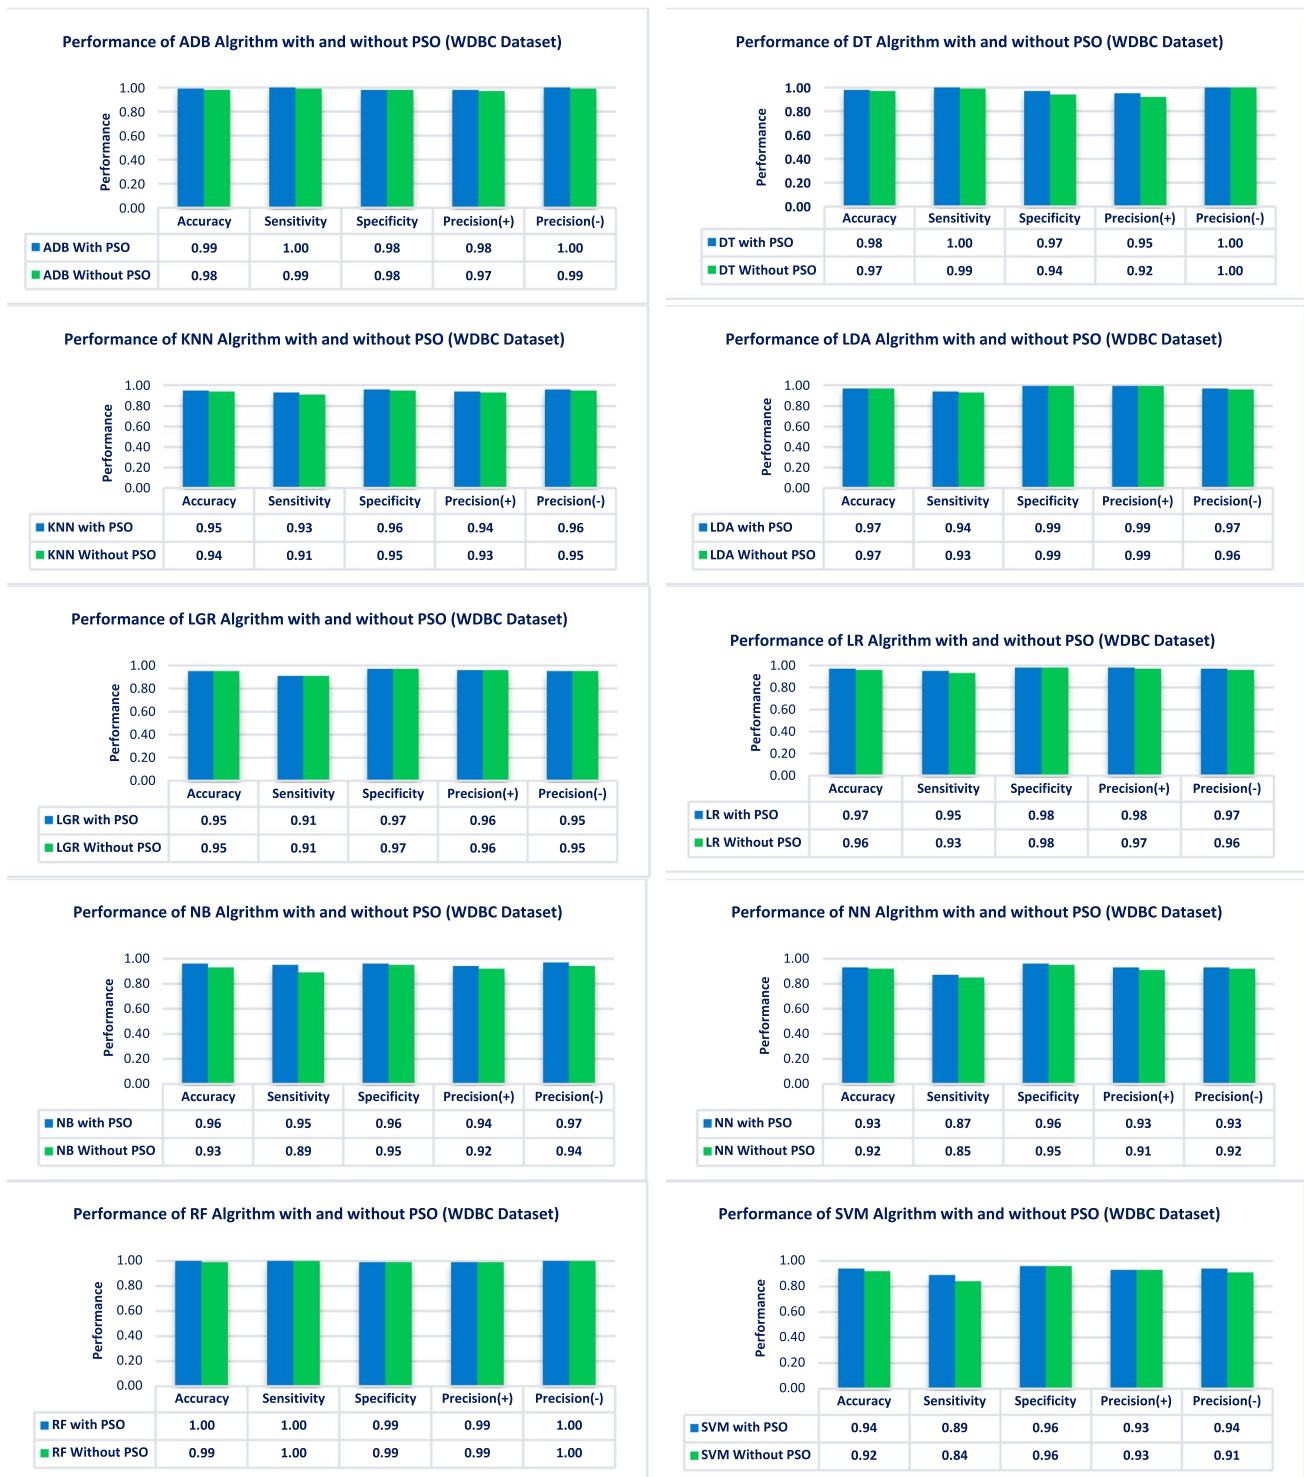 Performance of ADB Algorithm with and without PSO (WDBC Dataset)
Performance
1.00
0.80
0.60
0.40
0.20
0.00
Accuracy Sensitivity Specificity Precision(+) Precision(-)
ADB With PSO 0.99 1.00 0.98 0.98 1.00
ADB Without PSO 0.98 0.99 0.98 0.97 0.99
Performance of DT Algorithm with and without PSO (WDBC Dataset)
Performance
1.00
0.80
0.60
0.40
0.20
0.00
Accuracy Sensitivity Specificity Precision(+) Precision(-)
DT with PSO 0.98 1.00 0.97 0.95 1.00
DT Without PSO 0.97 0.99 0.94 0.92 1.00
Performance of KNN Algorithm with and without PSO (WDBC Dataset)
Performance
1.00
0.80
0.60
0.40
0.20
0.00
Accuracy Sensitivity Specificity Precision(+) Precision(-)
KNN with PSO 0.95 0.93 0.96 0.94 0.96
KNN Without PSO 0.94 0.91 0.95 0.93 0.95
Performance of LDA Algorithm with and without PSO (WDBC Dataset)
Performance
1.00
0.80
0.60
0.40
0.20
0.00
Accuracy Sensitivity Specificity Precision(+) Precision(-)
LDA with PSO 0.97 0.94 0.99 0.99 0.97
LDA Without PSO 0.97 0.93 0.99 0.99 0.96
Performance of LGR Algorithm with and without PSO (WDBC Dataset)
Performance
1.00
0.80
0.60
0.40
0.20
0.00
Accuracy Sensitivity Specificity Precision(+) Precision(-)
LGR with PSO 0.95 0.91 0.97 0.96 0.95
LGR Without PSO 0.95 0.91 0.97 0.96 0.95
Performance of LR Algorithm with and without PSO (WDBC Dataset)
Performance
1.00
0.80
0.60
0.40
0.20
0.00
Accuracy Sensitivity Specificity Precision(+) Precision(-)
LR with PSO 0.97 0.95 0.98 0.98 0.97
LR Without PSO 0.96 0.93 0.98 0.97 0.96
Performance of NB Algorithm with and without PSO (WDBC Dataset)
Performance
1.00
0.80
0.60
0.40
0.20
0.00
Accuracy Sensitivity Specificity Precision(+) Precision(-)
NB with PSO 0.96 0.95 0.96 0.94 0.97
NB Without PSO 0.93 0.89 0.95 0.92 0.94
Performance of NN Algorithm with and without PSO (WDBC Dataset)
Performance
1.00
0.80
0.60
0.40
0.20
0.00
Accuracy Sensitivity Specificity Precision(+) Precision(-)
NN with PSO 0.93 0.87 0.96 0.93 0.93
NN Without PSO 0.92 0.85 0.95 0.91 0.92
Performance of RF Algorithm with and without PSO (WDBC Dataset)
Performance
1.00
0.80
0.60
0.40
0.20
0.00
Accuracy Sensitivity Specificity Precision(+) Precision(-)
RF with PSO 1.00 1.00 0.99 0.99 1.00
RF Without PSO 0.99 1.00 0.99 0.99 1.00
Performance of SVM Algorithm with and without PSO (WDBC Dataset)
Performance
1.00
0.80
0.60
0.40
0.20
0.00
Accuracy Sensitivity Specificity Precision(+) Precision(-)
SVM with PSO 0.94 0.89 0.96 0.93 0.94
SVM Without PSO 0.92 0.84 0.96 0.93 0.91